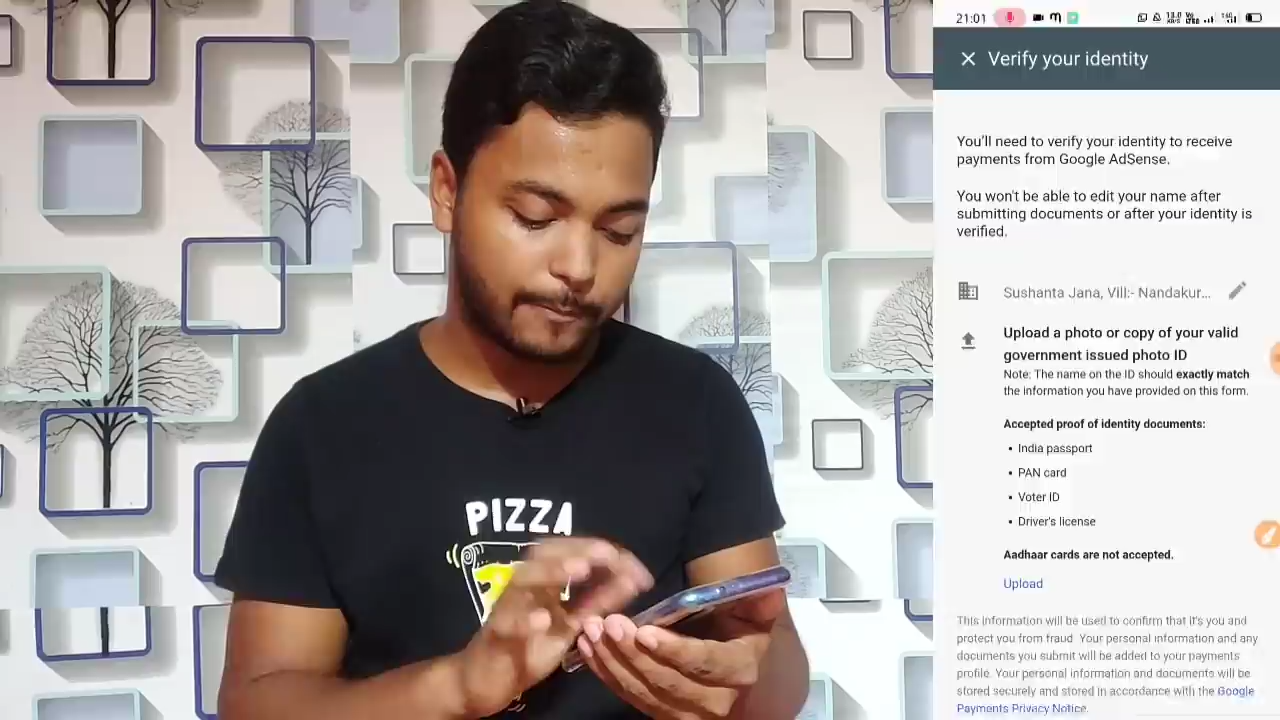 PIZZA
21:01
Verify your identity
You'll need to verify your identity to receive
payments from Google AdSense.
You won't be able to edit your name after
submitting documents or after your identity is
verified.
Sushanta Jana, Vill:- Nandakur...
Upload a photo or copy of your valid
government issued photo ID
Note: The name on the ID should exactly match
the information you have provided on this form.
Accepted proof of identity documents:
• India passport
• PAN card
• Voter ID
• Driver's license
Aadhaar cards are not accepted.
Upload
This information will be used to confirm that it's you and
protect you from fraud. Your personal information and any
documents you submit will be added to your payments
profile. Your personal information and documents will be
stored securely and stored in accordance with the Google
Payments Privacy Notice.